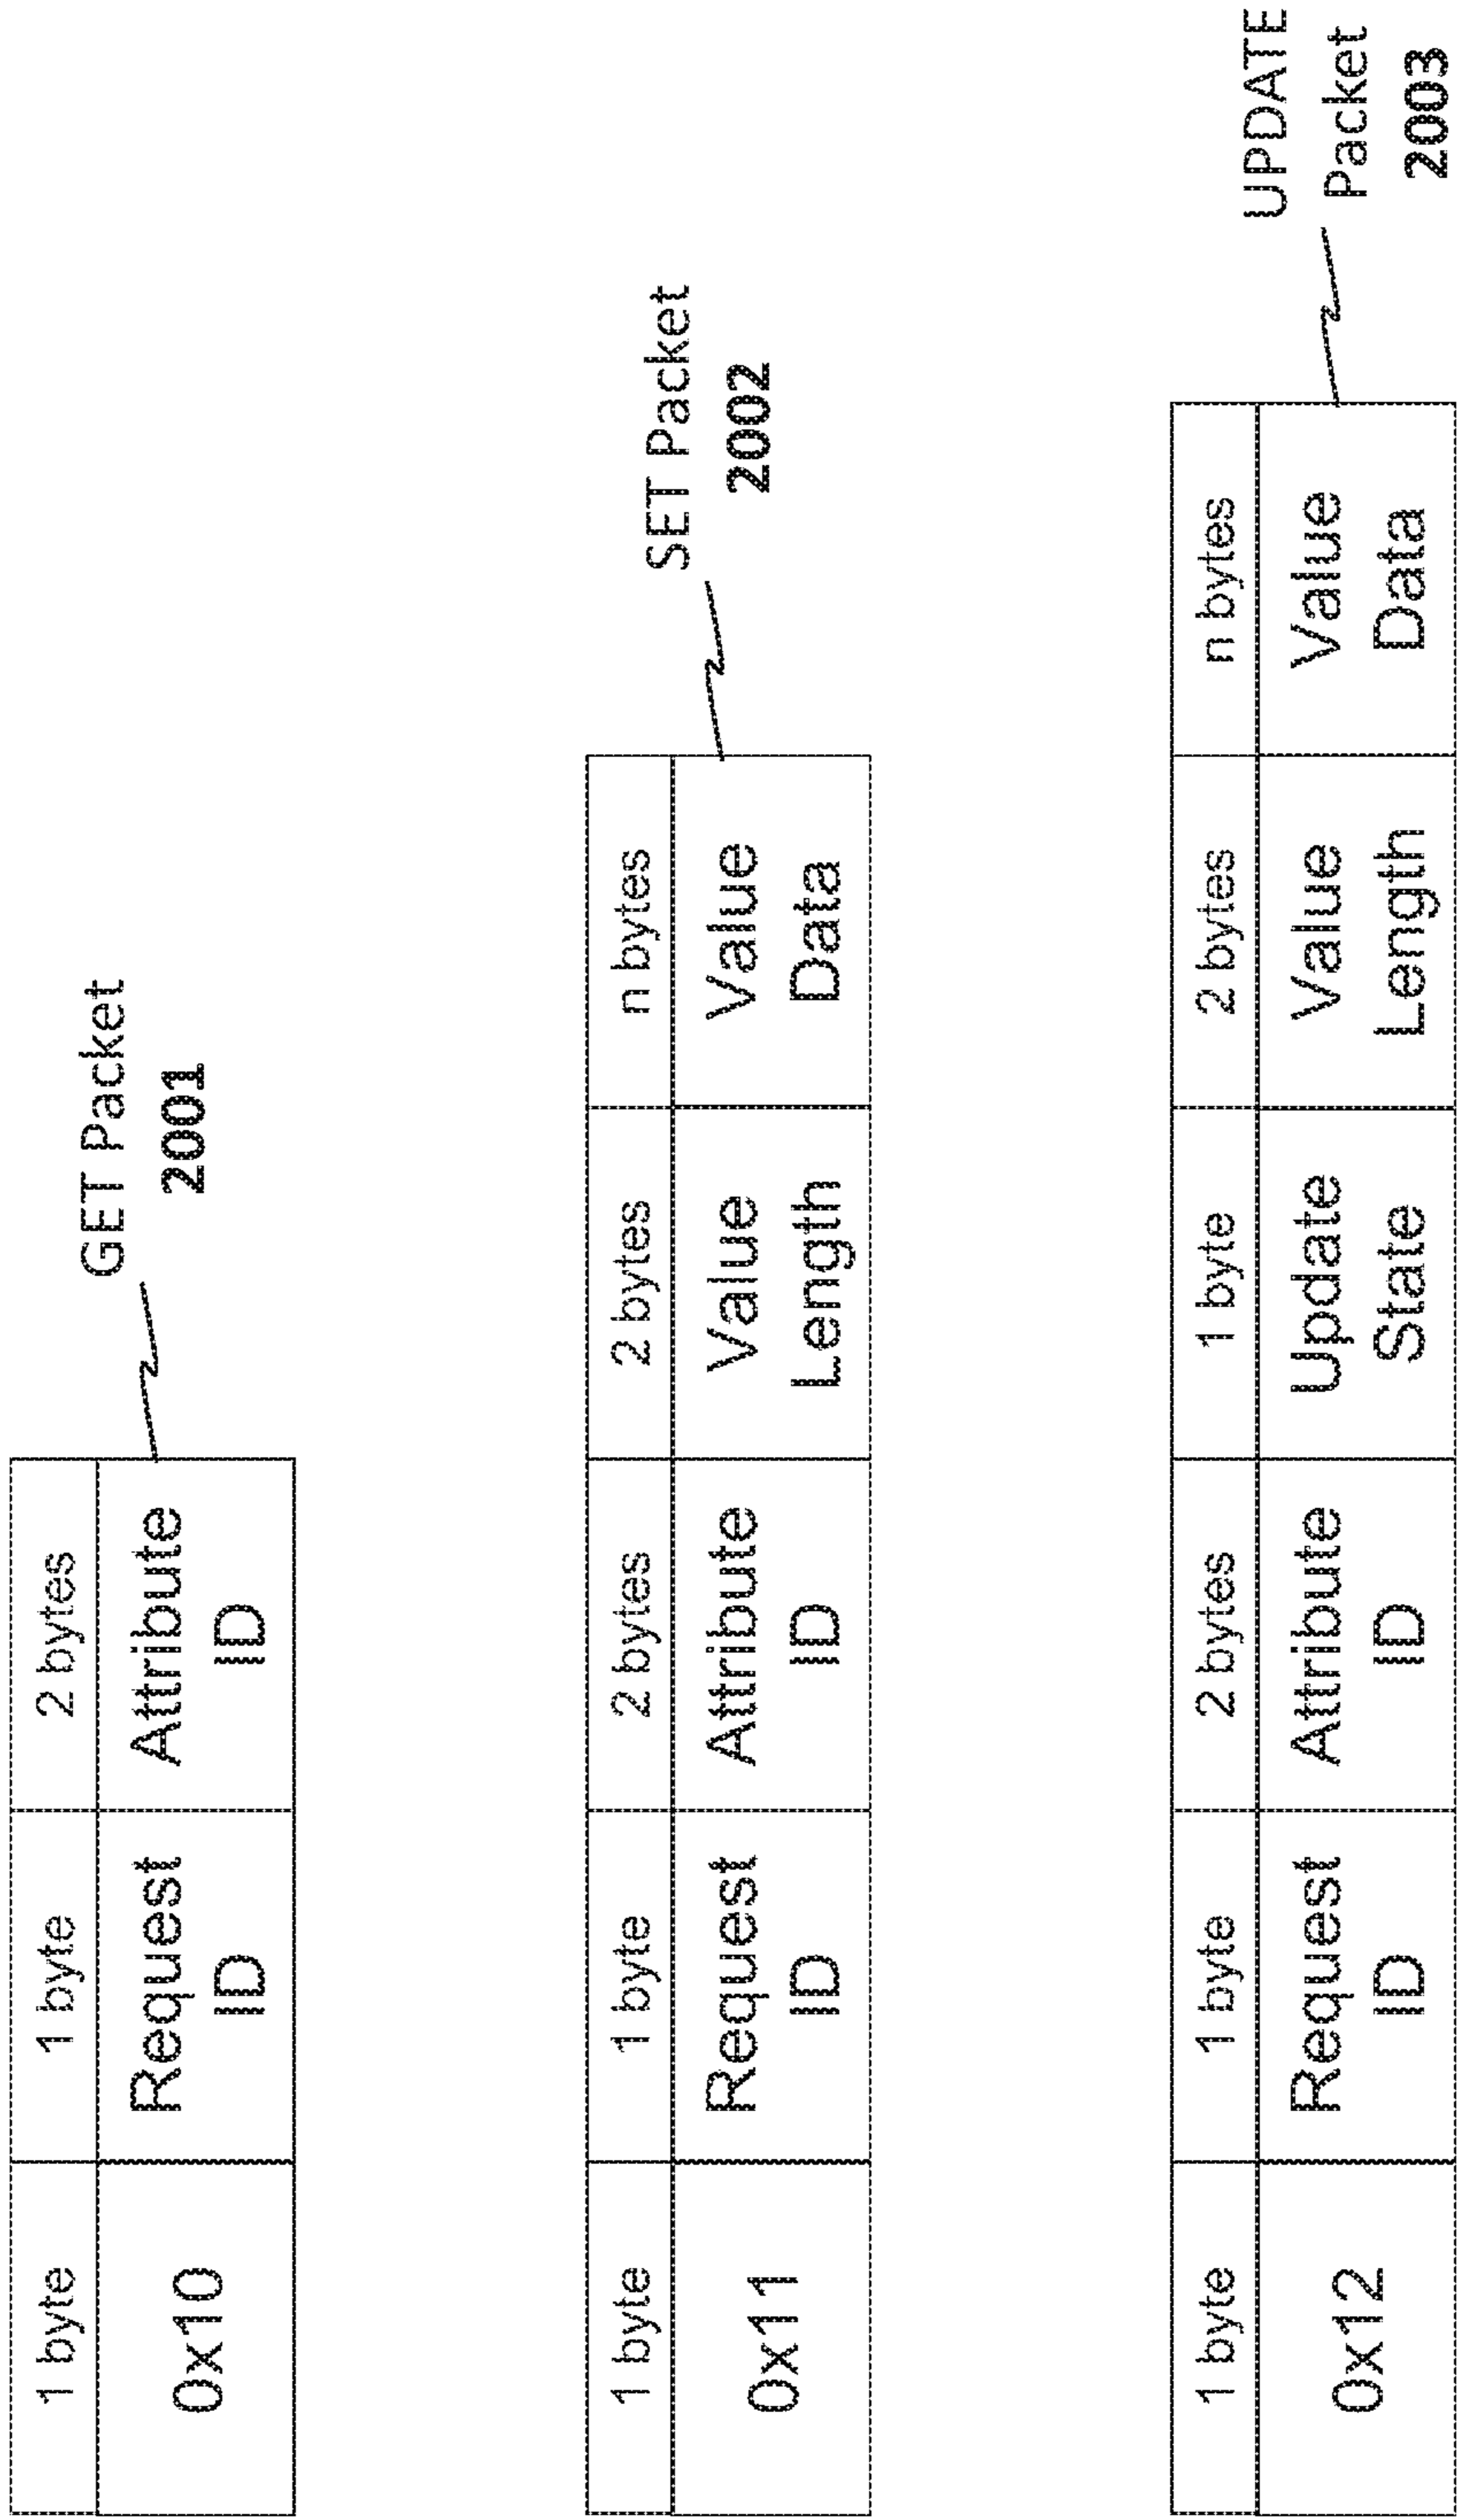 1 byte
1 byte
2 bytes
0x10
Request
ID
Attribute
ID
GET Packet
2001
1 byte
1 byte
2 bytes
2 bytes
n bytes
0x11
Request
ID
Attribute
ID
Value
Length
Value
Data
SET Packet
2002
1 byte
1 byte
2 bytes
1 byte
2 bytes
n bytes
0x12
Request
ID
Attribute
ID
Update
State
Value
Length
Value
Data
UPDATE
Packet
2003